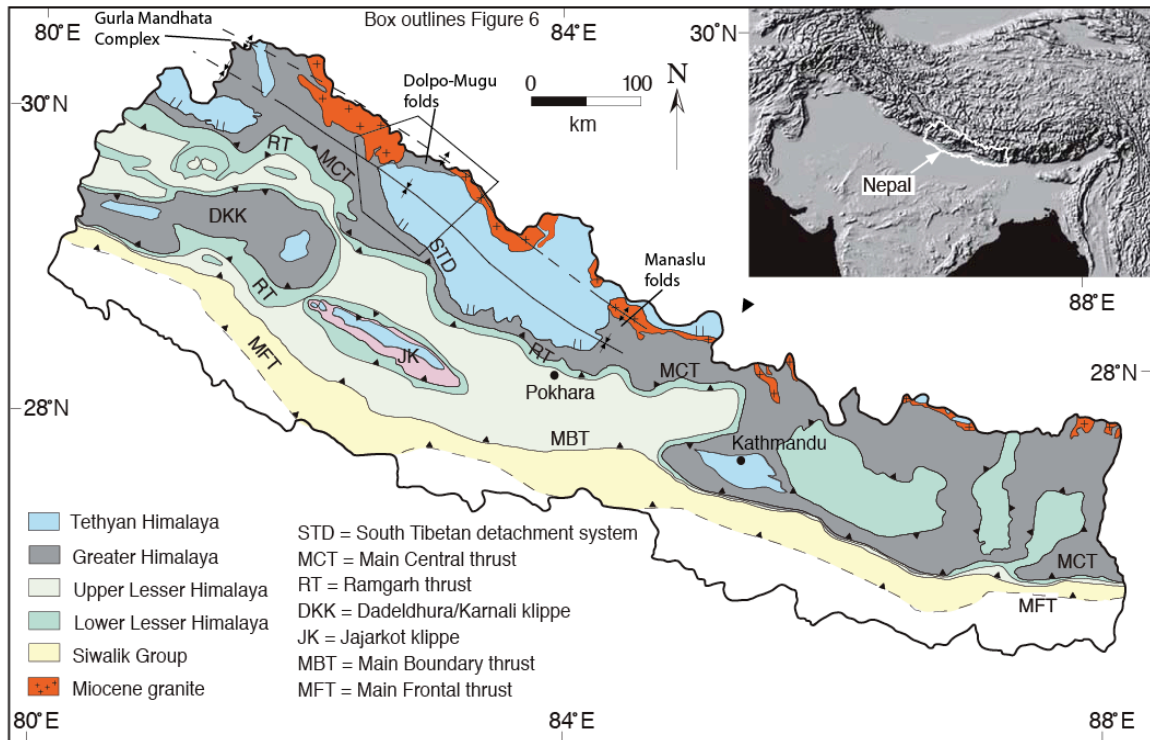 80˚E
Gurla Mandhata
Complex
Box outlines Figure 6
84˚E
30˚N
30˚N
Dolpo-Mugu
folds
0
100
km
N
Nepal
RT
MCT
DKK
STD
RT
Manaslu
folds
88˚E
MFT
JK
RT
Pokhara
MCT
28˚N
28˚N
MBT
Kathmandu
MCT
MFT
Tethyan Himalaya
Greater Himalaya
Upper Lesser Himalaya
Lower Lesser Himalaya
Siwalik Group
Miocene granite
STD = South Tibetan detachment system
MCT = Main Central thrust
RT = Ramgarh thrust
DKK = Dadeldhura/Karnali klippe
JK = Jajarkot klippe
MBT = Main Boundary thrust
MFT = Main Frontal thrust
80˚E
84˚E
88˚E